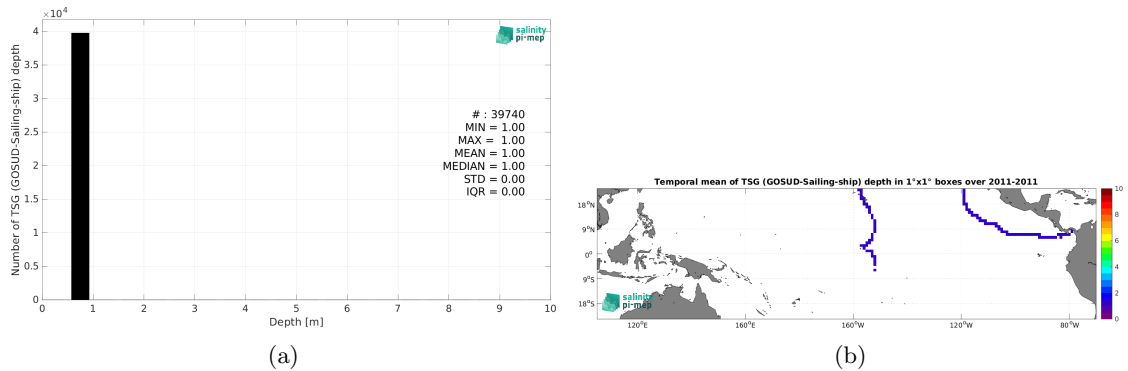 ×10⁴
4
3.5
3
2.5
2
1.5
1
0.5
0
Number of TSG (GOSUD-Sailing-ship) depth
salinity
pi-mep
# : 39740
MIN = 1.00
MAX = 1.00
MEAN = 1.00
MEDIAN = 1.00
STD = 0.00
IQR = 0.00
0 1 2 3 4 5 6 7 8 9 10
Depth [m]
(a)
Temporal mean of TSG (GOSUD-Sailing-ship) depth in 1°x1° boxes over 2011-2011
18°N
9°N
0°
9°S
18°S
salinity
pi-mep
120°E 160°E 160°W 120°W 80°W
10
8
6
4
2
0
(b)